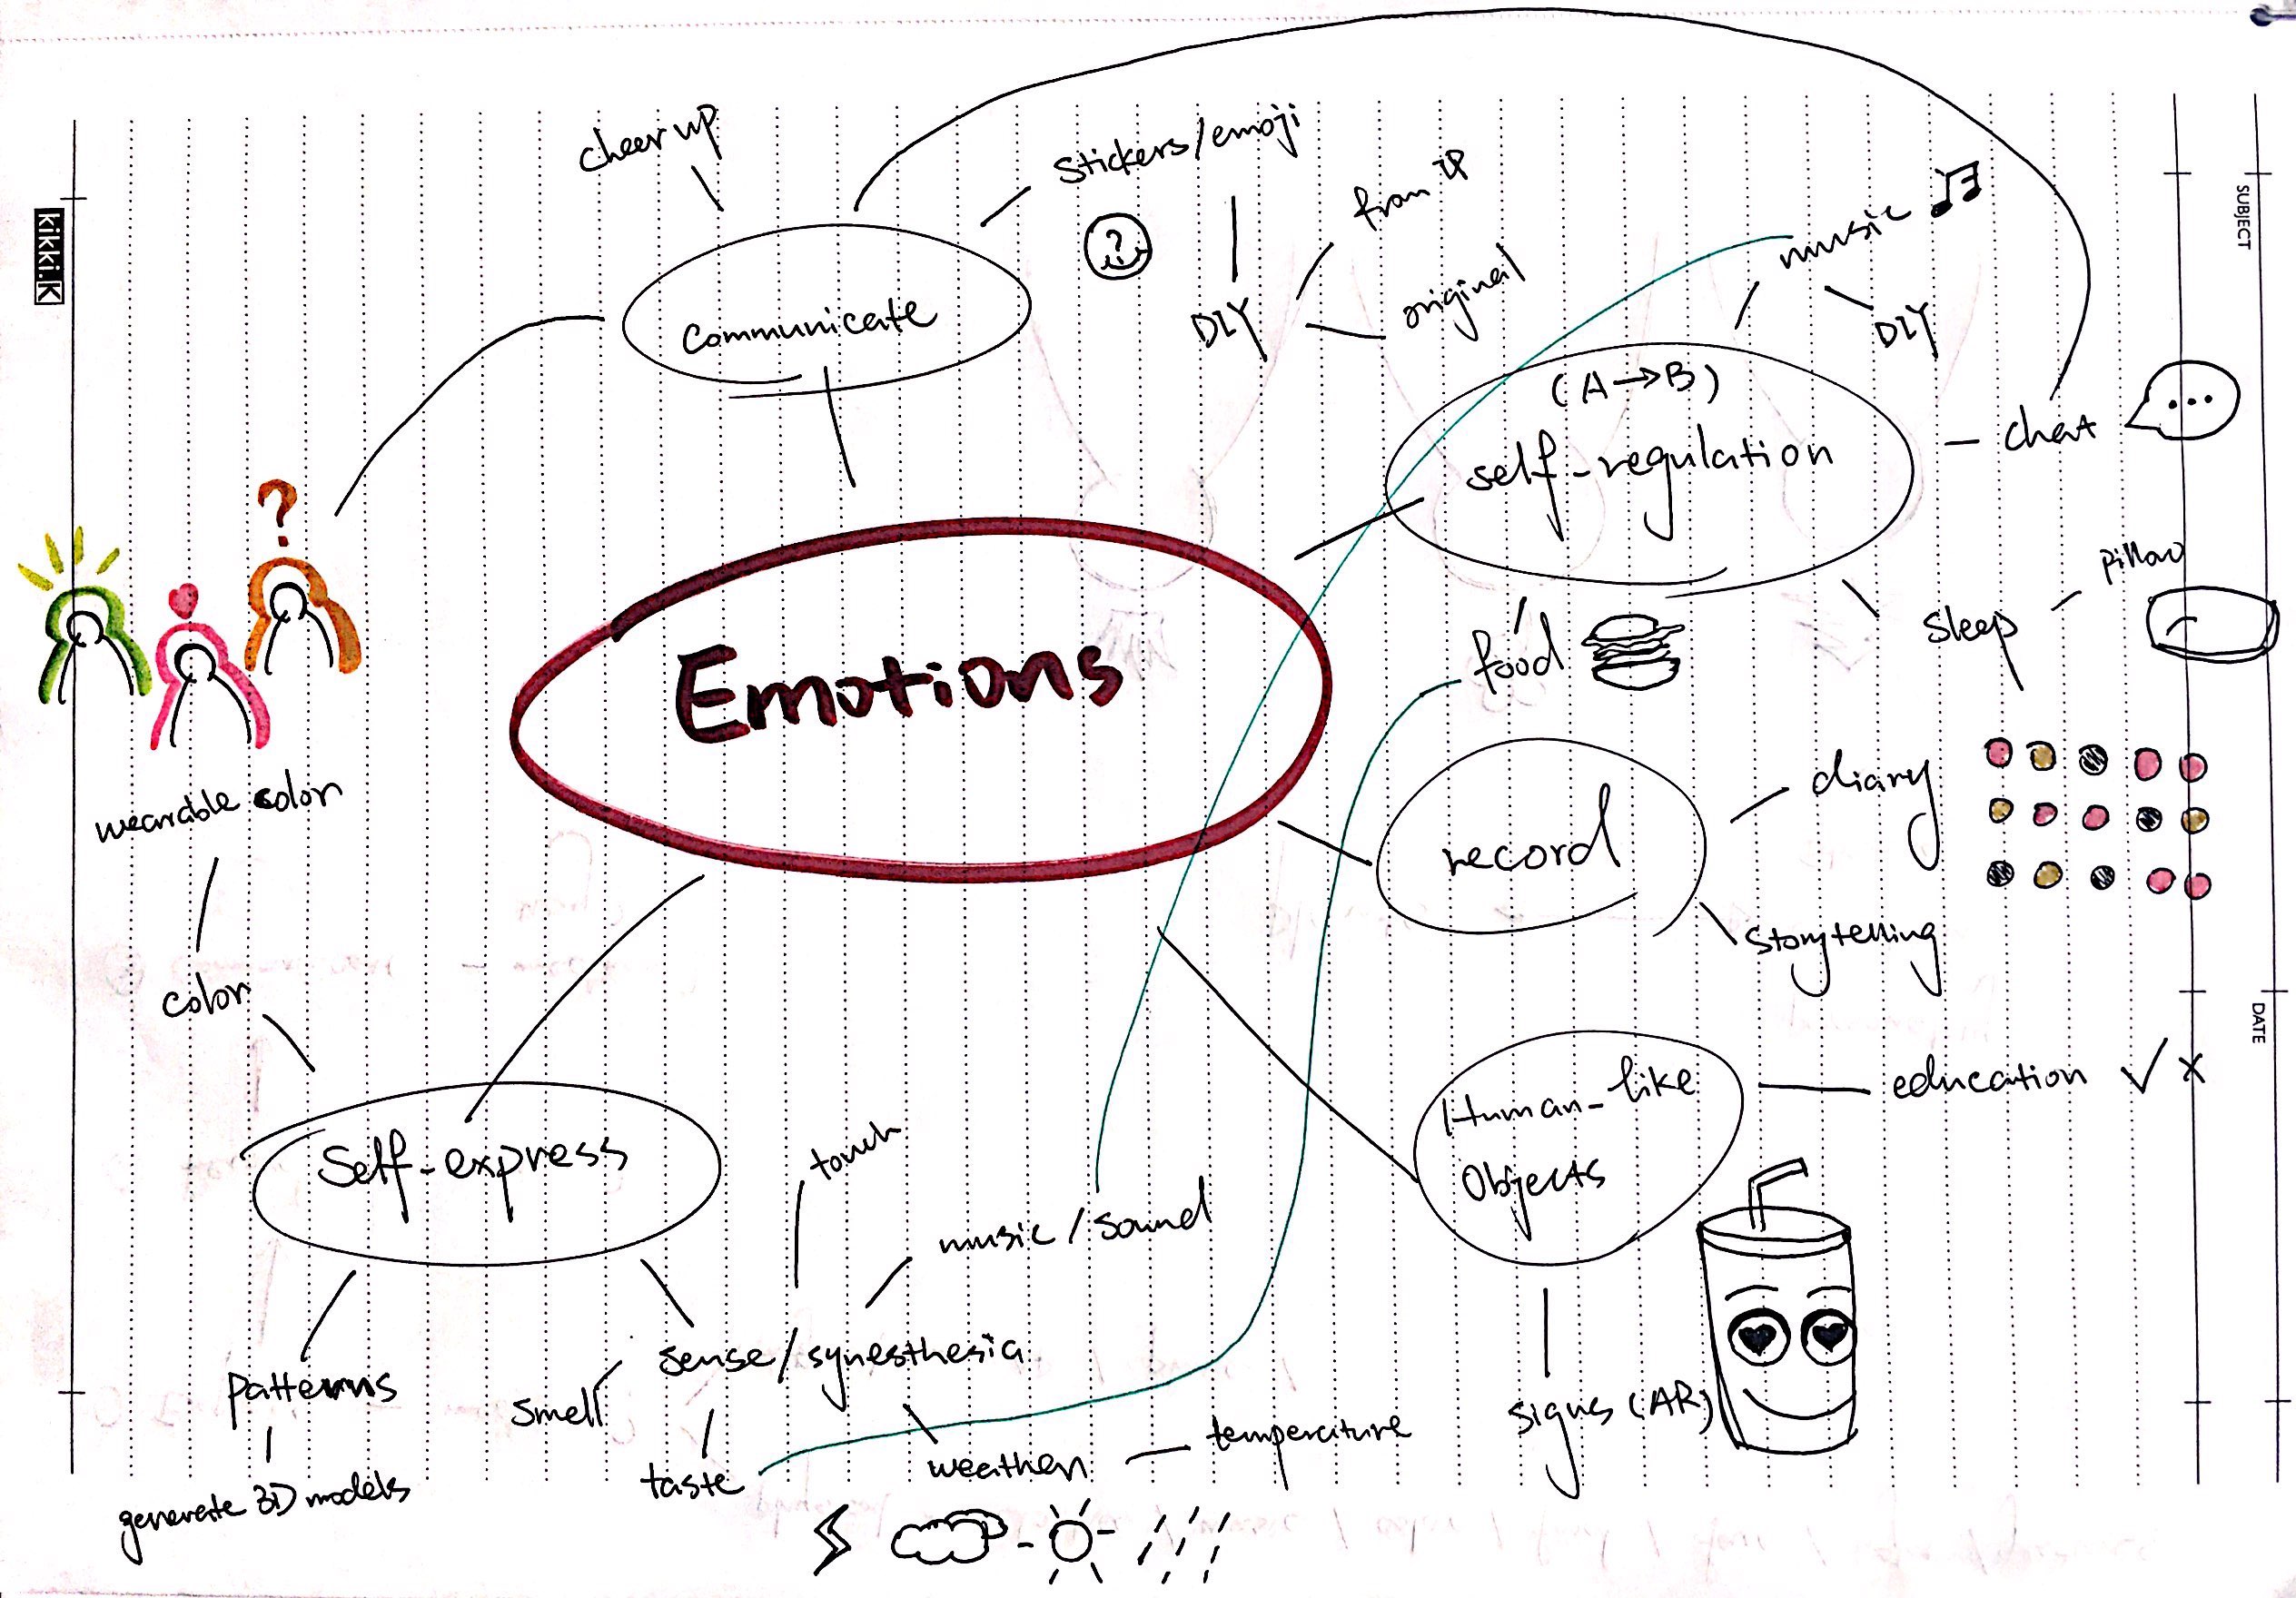 cheer up
stickers/emoji
from IP
music
SUBJECT
kikki.K
?
communicate
DIY
original
DIY
(A→B)
self-regulation
chat
...
?
pillow
sleep
food
Emotions
wearable color
diary
record
storytelling
color
DATE
Human-like
Objects
education ✓ x
Self-express
touch
music/sound
sense/synesthesia
smell
patterns
signs (AR)
taste
weather
temperature
generate 3D models